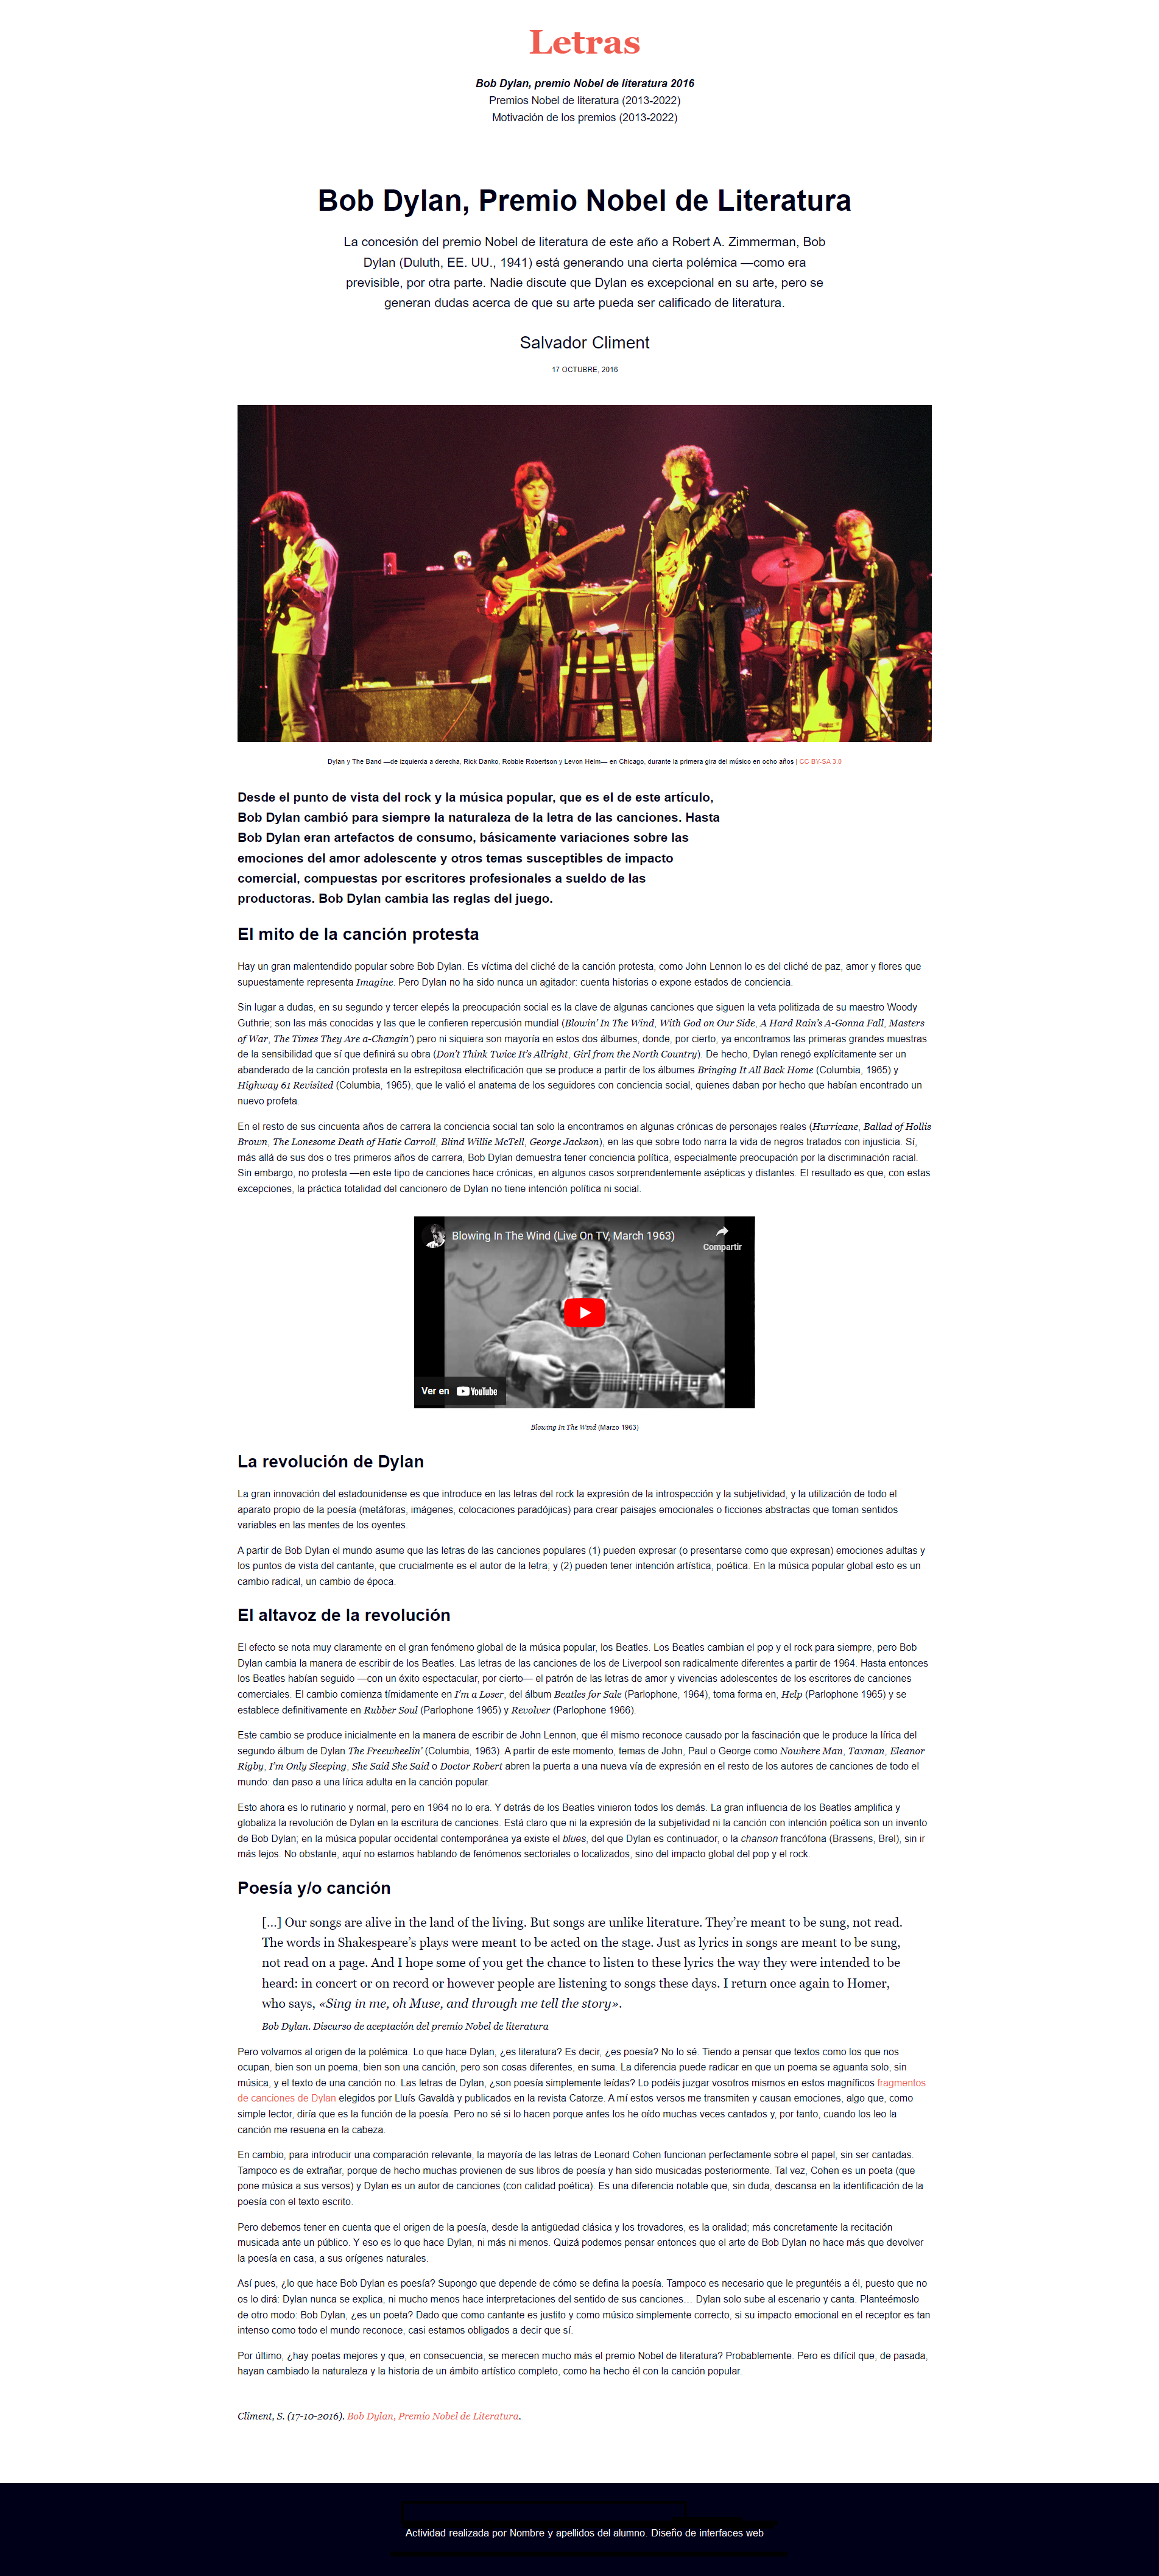 Letras
Bob Dylan, premio Nobel de literatura 2016
Premios Nobel de literatura (2013-2022)
Motivación de los premios (2013-2022)
Bob Dylan, Premio Nobel de Literatura
La concesión del premio Nobel de literatura de este año a Robert A. Zimmerman, Bob
Dylan (Duluth, EE. UU., 1941) está generando una cierta polémica —como era
previsible, por otra parte. Nadie discute que Dylan es excepcional en su arte, pero se
generan dudas acerca de que su arte pueda ser calificado de literatura.
Salvador Climent
17 OCTUBRE, 2016
Dylan y The Band —de izquierda a derecha, Rick Danko, Robbie Robertson y Levon Helm— en Chicago, durante la primera gira del músico en ocho años | CC BY-SA 3.0
Desde el punto de vista del rock y la música popular, que es el de este artículo,
Bob Dylan cambió para siempre la naturaleza de la letra de las canciones. Hasta
Bob Dylan eran artefactos de consumo, básicamente variaciones sobre las
emociones del amor adolescente y otros temas susceptibles de impacto
comercial, compuestas por escritores profesionales a sueldo de las
productoras. Bob Dylan cambia las reglas del juego.
El mito de la canción protesta
Hay un gran malentendido popular sobre Bob Dylan. Es víctima del cliché de la canción protesta, como John Lennon lo es del cliché de paz, amor y flores que
supuestamente representa Imagine. Pero Dylan no ha sido nunca un agitador: cuenta historias o expone estados de conciencia.
Sin lugar a dudas, en su segundo y tercer elepés la preocupación social es la clave de algunas canciones que siguen la veta politizada de su maestro Woody
Guthrie; son las más conocidas y las que le confieren repercusión mundial (Blowin’ In The Wind, With God on Our Side, A Hard Rain’s A-Gonna Fall, Masters
of War, The Times They Are a-Changin’) pero ni siquiera son mayoría en estos dos álbumes, donde, por cierto, ya encontramos las primeras grandes muestras
de la sensibilidad que sí que definirá su obra (Don’t Think Twice It’s Allright, Girl from the North Country). De hecho, Dylan renegó explícitamente ser un
abanderado de la canción protesta en la estrepitosa electrificación que se produce a partir de los álbumes Bringing It All Back Home (Columbia, 1965) y
Highway 61 Revisited (Columbia, 1965), que le valió el anatema de los seguidores con conciencia social, quienes daban por hecho que habían encontrado un
nuevo profeta.
En el resto de sus cincuenta años de carrera la conciencia social tan solo la encontramos en algunas crónicas de personajes reales (Hurricane, Ballad of Hollis
Brown, The Lonesome Death of Hatie Carroll, Blind Willie McTell, George Jackson), en las que sobre todo narra la vida de negros tratados con injusticia. Sí,
más allá de sus dos o tres primeros años de carrera, Bob Dylan demuestra tener conciencia política, especialmente preocupación por la discriminación racial.
Sin embargo, no protesta —en este tipo de canciones hace crónicas, en algunos casos sorprendentemente asépticas y distantes. El resultado es que, con estas
excepciones, la práctica totalidad del cancionero de Dylan no tiene intención política ni social.
Blowing In The Wind (Live On TV, March 1963)
Compartir
Ver en YouTube
Blowing In The Wind (Marzo 1963)
La revolución de Dylan
La gran innovación del estadounidense es que introduce en las letras del rock la expresión de la introspección y la subjetividad, y la utilización de todo el
aparato propio de la poesía (metáforas, imágenes, colocaciones paradójicas) para crear paisajes emocionales o ficciones abstractas que toman sentidos
variables en las mentes de los oyentes.
A partir de Bob Dylan el mundo asume que las letras de las canciones populares (1) pueden expresar (o presentarse como que expresan) emociones adultas y
los puntos de vista del cantante, que crucialmente es el autor de la letra; y (2) pueden tener intención artística, poética. En la música popular global esto es un
cambio radical, un cambio de época.
El altavoz de la revolución
El efecto se nota muy claramente en el gran fenómeno global de la música popular, los Beatles. Los Beatles cambian el pop y el rock para siempre, pero Bob
Dylan cambia la manera de escribir de los Beatles. Las letras de las canciones de los de Liverpool son radicalmente diferentes a partir de 1964. Hasta entonces
los Beatles habían seguido —con un éxito espectacular, por cierto— el patrón de las letras de amor y vivencias adolescentes de los escritores de canciones
comerciales. El cambio comienza tímidamente en I’m a Loser, del álbum Beatles for Sale (Parlophone, 1964), toma forma en, Help (Parlophone 1965) y se
establece definitivamente en Rubber Soul (Parlophone 1965) y Revolver (Parlophone 1966).
Este cambio se produce inicialmente en la manera de escribir de John Lennon, que él mismo reconoce causado por la fascinación que le produce la lírica del
segundo álbum de Dylan The Freewheelin’ (Columbia, 1963). A partir de este momento, temas de John, Paul o George como Nowhere Man, Taxman, Eleanor
Rigby, I’m Only Sleeping, She Said She Said o Doctor Robert abren la puerta a una nueva vía de expresión en el resto de los autores de canciones de todo el
mundo: dan paso a una lírica adulta en la canción popular.
Esto ahora es lo rutinario y normal, pero en 1964 no lo era. Y detrás de los Beatles vinieron todos los demás. La gran influencia de los Beatles amplifica y
globaliza la revolución de Dylan en la escritura de canciones. Está claro que ni la expresión de la subjetividad ni la canción con intención poética son un invento
de Bob Dylan; en la música popular occidental contemporánea ya existe el blues, del que Dylan es continuador, o la chanson francófona (Brassens, Brel), sin ir
más lejos. No obstante, aquí no estamos hablando de fenómenos sectoriales o localizados, sino del impacto global del pop y el rock.
Poesía y/o canción
[…] Our songs are alive in the land of the living. But songs are unlike literature. They’re meant to be sung, not read.
The words in Shakespeare’s plays were meant to be acted on the stage. Just as lyrics in songs are meant to be sung,
not read on a page. And I hope some of you get the chance to listen to these lyrics the way they were intended to be
heard: in concert or on record or however people are listening to songs these days. I return once again to Homer,
who says, «Sing in me, oh Muse, and through me tell the story».
Bob Dylan. Discurso de aceptación del premio Nobel de literatura
Pero volvamos al origen de la polémica. Lo que hace Dylan, ¿es literatura? Es decir, ¿es poesía? No lo sé. Tiendo a pensar que textos como los que nos
ocupan, bien son un poema, bien son una canción, pero son cosas diferentes, en suma. La diferencia puede radicar en que un poema se aguanta solo, sin
música, y el texto de una canción no. Las letras de Dylan, ¿son poesía simplemente leídas? Lo podéis juzgar vosotros mismos en estos magníficos fragmentos
de canciones de Dylan elegidos por Lluís Gavaldà y publicados en la revista Catorze. A mí estos versos me transmiten y causan emociones, algo que, como
simple lector, diría que es la función de la poesía. Pero no sé si lo hacen porque antes los he oído muchas veces cantados y, por tanto, cuando los leo la
canción me resuena en la cabeza.
En cambio, para introducir una comparación relevante, la mayoría de las letras de Leonard Cohen funcionan perfectamente sobre el papel, sin ser cantadas.
Tampoco es de extrañar, porque de hecho muchas provienen de sus libros de poesía y han sido musicadas posteriormente. Tal vez, Cohen es un poeta (que
pone música a sus versos) y Dylan es un autor de canciones (con calidad poética). Es una diferencia notable que, sin duda, descansa en la identificación de la
poesía con el texto escrito.
Pero debemos tener en cuenta que el origen de la poesía, desde la antigüedad clásica y los trovadores, es la oralidad; más concretamente la recitación
musicada ante un público. Y eso es lo que hace Dylan, ni más ni menos. Quizá podemos pensar entonces que el arte de Bob Dylan no hace más que devolver
la poesía en casa, a sus orígenes naturales.
Así pues, ¿lo que hace Bob Dylan es poesía? Supongo que depende de cómo se defina la poesía. Tampoco es necesario que le preguntéis a él, puesto que no
os lo dirá: Dylan nunca se explica, ni mucho menos hace interpretaciones del sentido de sus canciones… Dylan solo sube al escenario y canta. Planteémoslo
de otro modo: Bob Dylan, ¿es un poeta? Dado que como cantante es justito y como músico simplemente correcto, si su impacto emocional en el receptor es tan
intenso como todo el mundo reconoce, casi estamos obligados a decir que sí.
Por último, ¿hay poetas mejores y que, en consecuencia, se merecen mucho más el premio Nobel de literatura? Probablemente. Pero es difícil que, de pasada,
hayan cambiado la naturaleza y la historia de un ámbito artístico completo, como ha hecho él con la canción popular.
Climent, S. (17-10-2016). Bob Dylan, Premio Nobel de Literatura.
Actividad realizada por Nombre y apellidos del alumno. Diseño de interfaces web